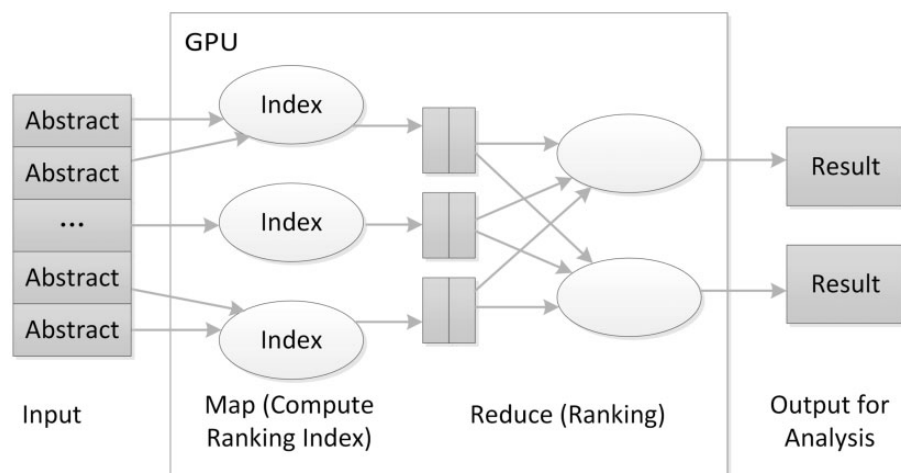 GPU
Abstract
Abstract
...
Abstract
Abstract
Index
Index
Index
Result
Result
Input
Map (Compute
Ranking Index)
Reduce (Ranking)
Output for
Analysis